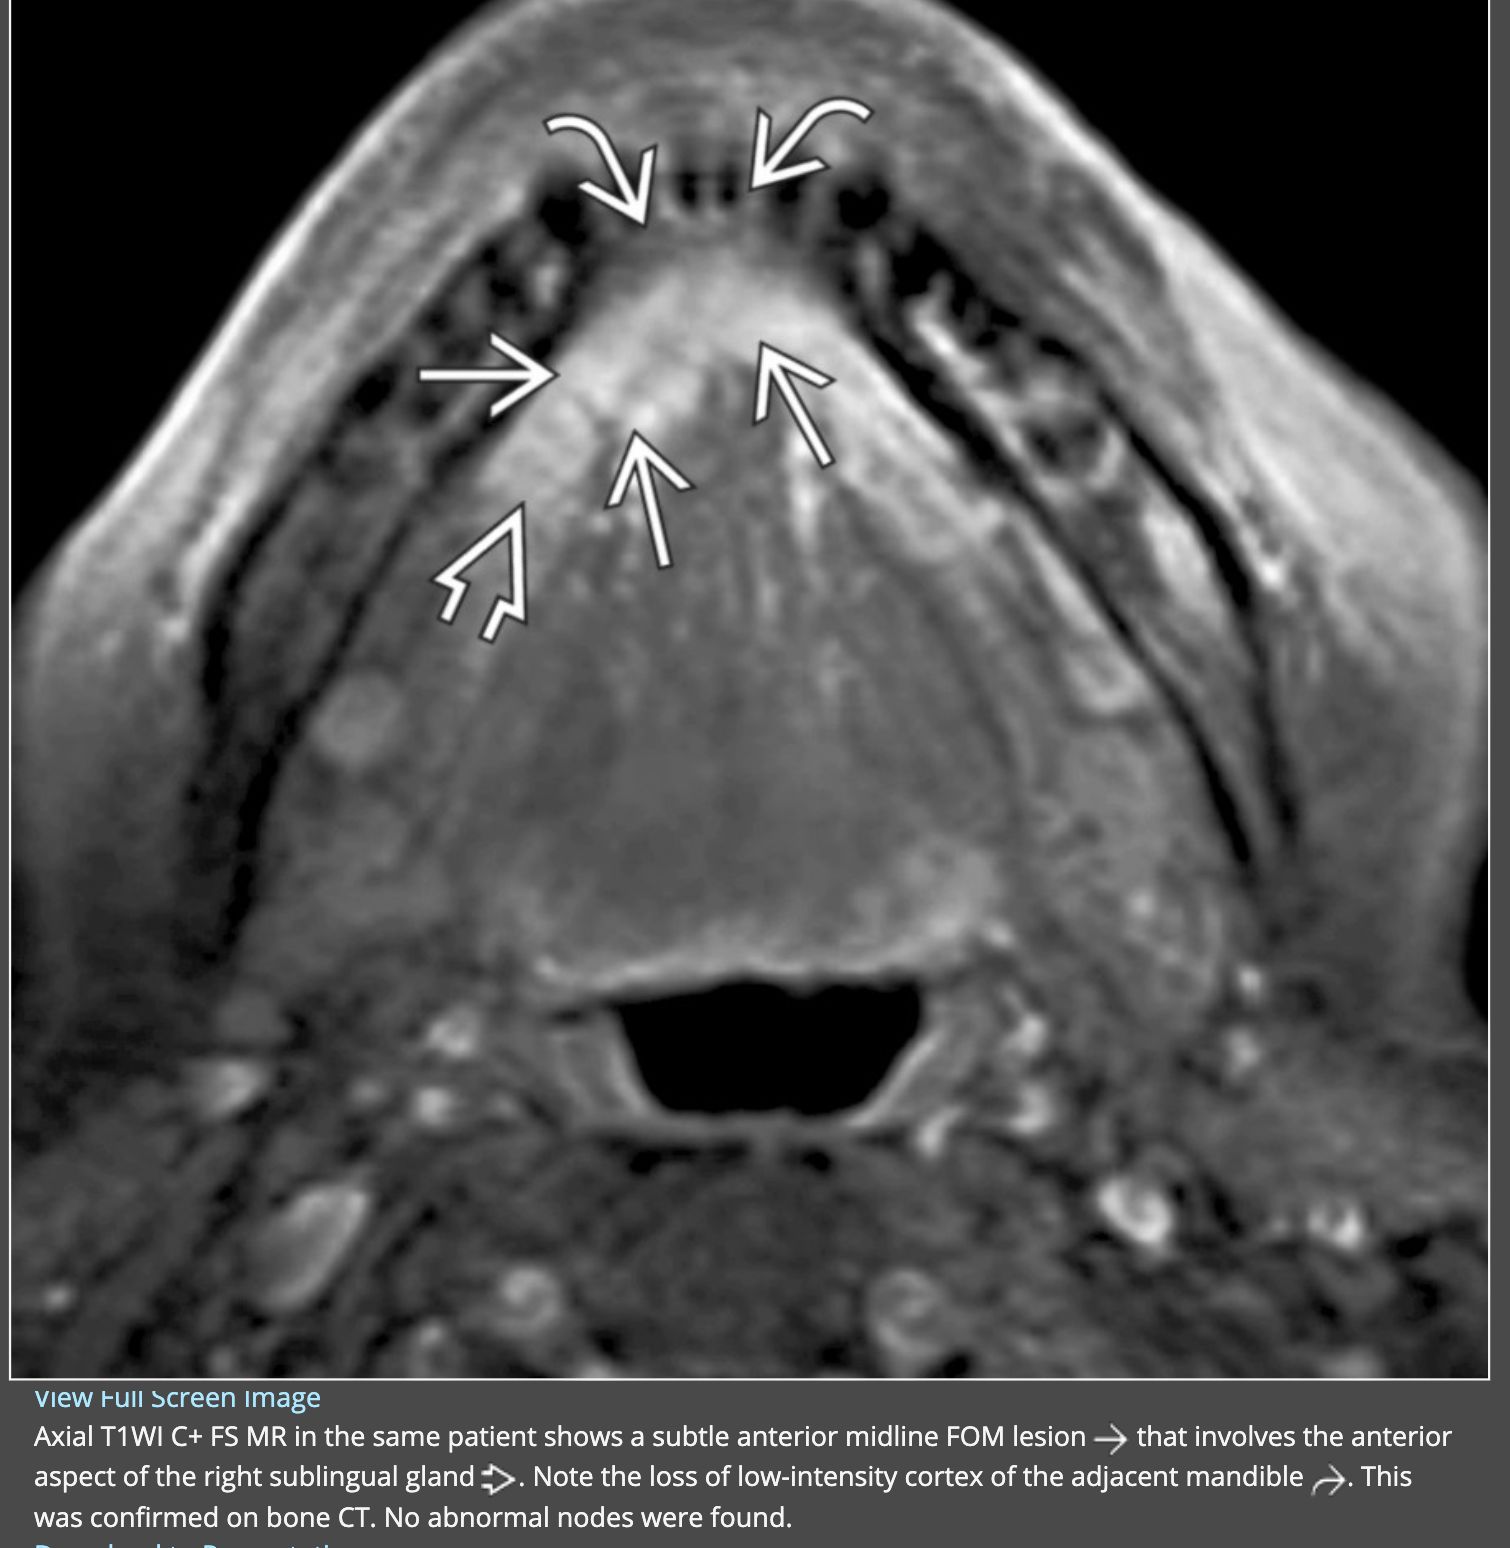 View Full Screen Image
Axial T1WI C+ FS MR in the same patient shows a subtle anterior midline FOM lesion that involves the anterior
aspect of the right sublingual gland. Note the loss of low-intensity cortex of the adjacent mandible. This
was confirmed on bone CT. No abnormal nodes were found.